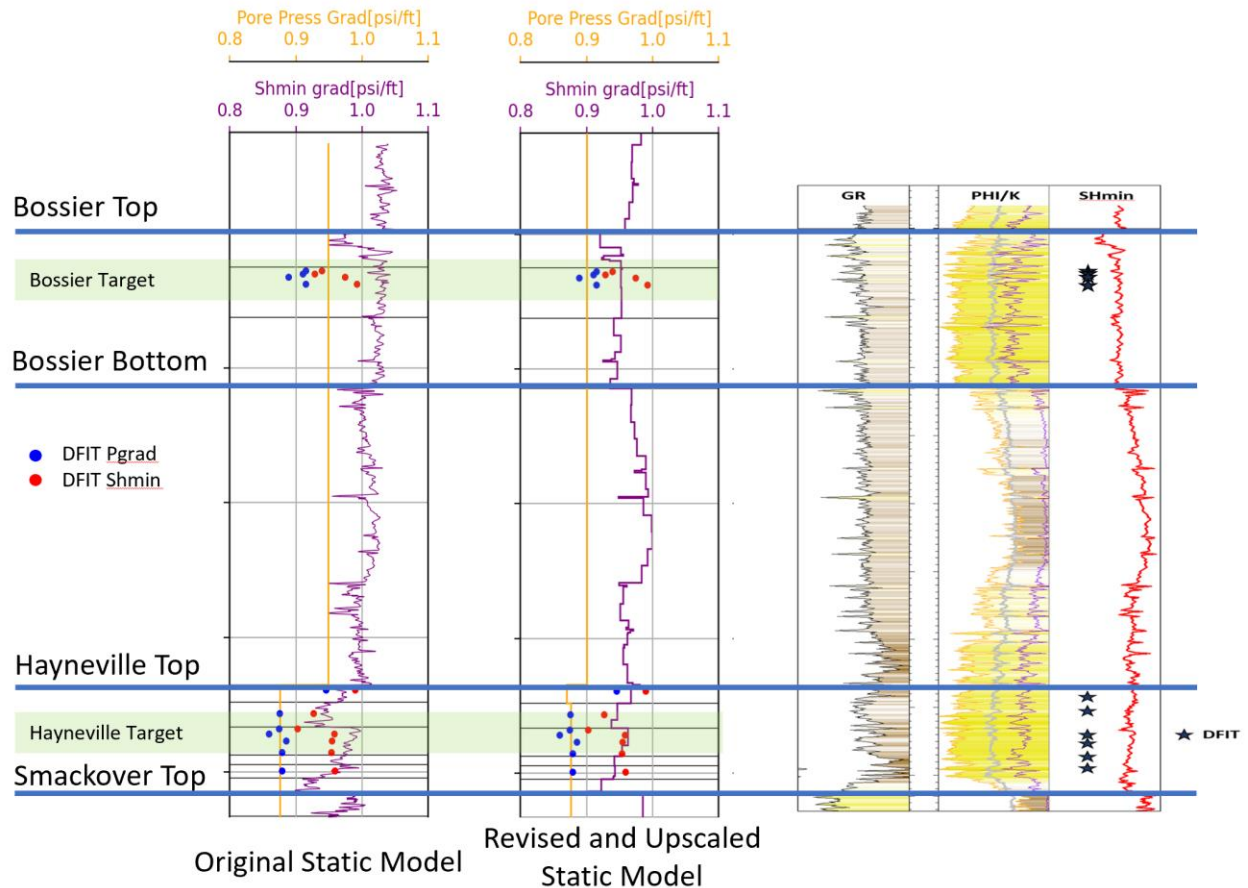 Pore Press Grad[psi/ft]
0.8 0.9 1.0 1.1
Shmin grad[psi/ft]
0.8 0.9 1.0 1.1
Pore Press Grad[psi/ft]
0.8 0.9 1.0 1.1
Shmin grad[psi/ft]
0.8 0.9 1.0 1.1
GR
PHI/K
SHmin
Bossier Top
Bossier Target
Bossier Bottom
DFIT Pgrad
DFIT Shmin
Hayneville Top
Hayneville Target
DFIT
Smackover Top
Original Static Model
Revised and Upscaled
Static Model